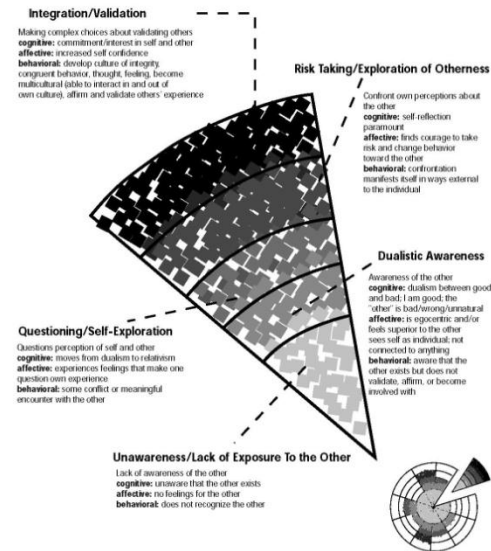 Integration/Validation
Making complex choices about validating others
cognitive: commitment/interest in self and other
affective: increased self confidence
behavioral: develop culture of integrity,
congruent behavior, thought, feeling, become
multicultural (able to interact in and out of
own culture), affirm and validate others' experience
Risk Taking/Exploration of Otherness
Confront own perceptions about
the other
cognitive: self-reflection
paramount
affective: finds courage to take
risk and change behavior
toward the other
behavioral: confrontation
manifests itself in ways external
to the individual
Dualistic Awareness
Awareness of the other
cognitive: dualism between good
and bad; I am good; the
"other" is bad/wrong/unnatural
affective: is egocentric and/or
feels superior to the other
sees self as individual; not
connected to anything
behavioral: aware that the
other exists but does not
validate, affirm, or become
involved with
Questioning/Self-Exploration
Questions perception of self and other
cognitive: moves from dualism to relativism
affective: experiences feelings that make one
question own experience
behavioral: some conflict or meaningful
encounter with the other
Unawareness/Lack of Exposure To the Other
Lack of awareness of the other
cognitive: unaware that the other exists
affective: no feelings for the other
behavioral: does not recognize the other